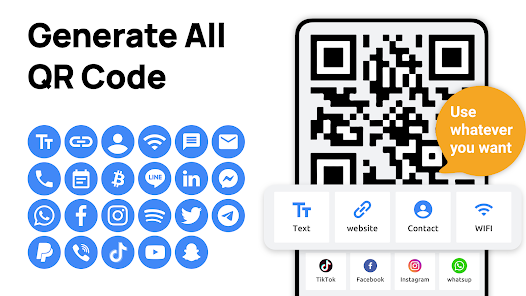 Generate All
QR Code
Use
whatever
you want
LINE
Text
website
Contact
WIFI
TikTok
Facebook
Instagram
whatsup